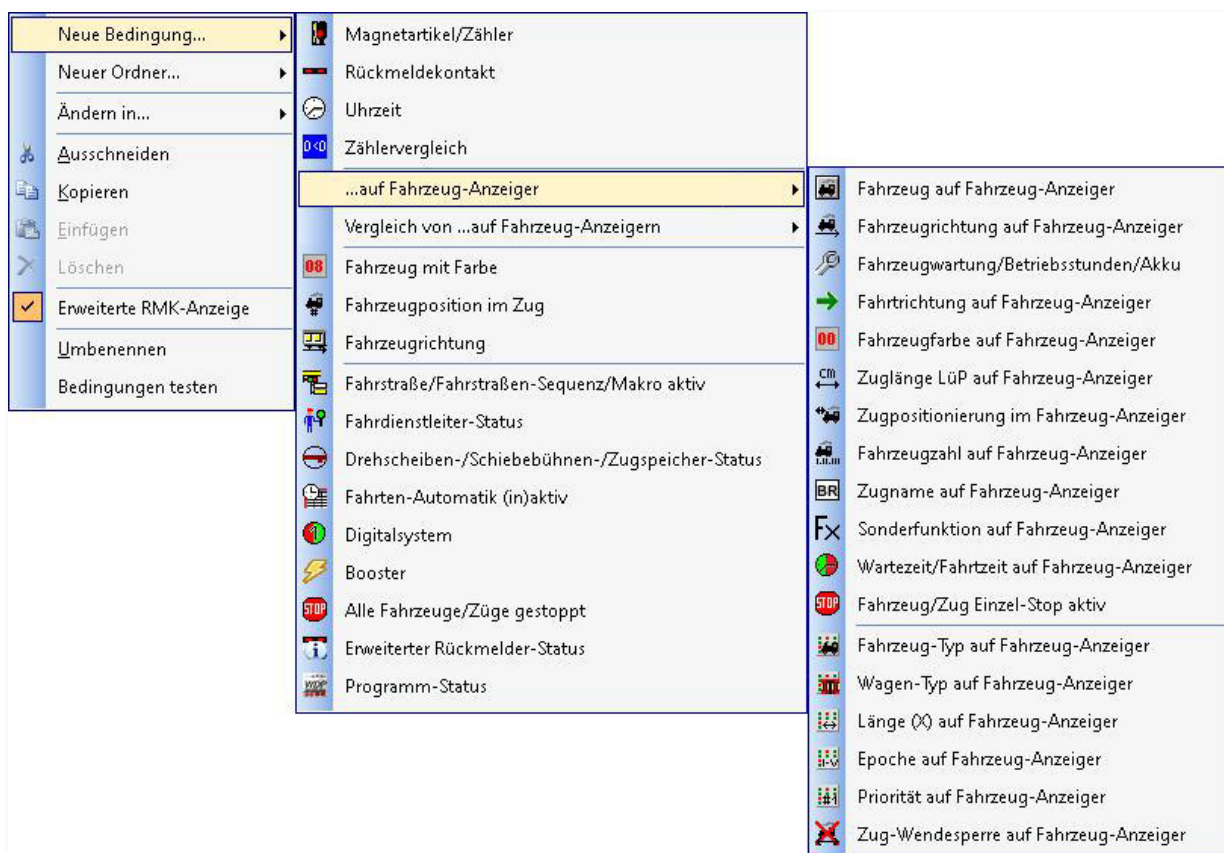 Neue Bedingung...
Neuer Ordner...
Ändern in...
Ausschneiden
Kopieren
Einfügen
Löschen
Erweiterte RMK-Anzeige
Umbenennen
Bedingungen testen
Magnetartikel/Zähler
Rückmeldekontakt
Uhrzeit
0<0 Zählervergleich
...auf Fahrzeug-Anzeiger
Vergleich von ...auf Fahrzeug-Anzeigern
08 Fahrzeug mit Farbe
Fahrzeugposition im Zug
Fahrzeugrichtung
Fahrstraße/Fahrstraßen-Sequenz/Makro aktiv
Fahrdienstleiter-Status
Drehscheiben-/Schiebebühnen-/Zugspeicher-Status
Fahrten-Automatik (in)aktiv
Digitalsystem
Booster
STOP Alle Fahrzeuge/Züge gestoppt
Erweiterter Rückmelder-Status
WDP Programm-Status
Fahrzeug auf Fahrzeug-Anzeiger
Fahrzeugrichtung auf Fahrzeug-Anzeiger
Fahrzeugwartung/Betriebsstunden/Akku
Fahrtrichtung auf Fahrzeug-Anzeiger
00 Fahrzeugfarbe auf Fahrzeug-Anzeiger
cm Zuglänge LüP auf Fahrzeug-Anzeiger
Zugpositionierung im Fahrzeug-Anzeiger
Fahrzeugzahl auf Fahrzeug-Anzeiger
BR Zugname auf Fahrzeug-Anzeiger
Fx Sonderfunktion auf Fahrzeug-Anzeiger
Wartezeit/Fahrtzeit auf Fahrzeug-Anzeiger
STOP Fahrzeug/Zug Einzel-Stop aktiv
Fahrzeug-Typ auf Fahrzeug-Anzeiger
Wagen-Typ auf Fahrzeug-Anzeiger
Länge (X) auf Fahrzeug-Anzeiger
Epoche auf Fahrzeug-Anzeiger
Priorität auf Fahrzeug-Anzeiger
Zug-Wendesperre auf Fahrzeug-Anzeiger